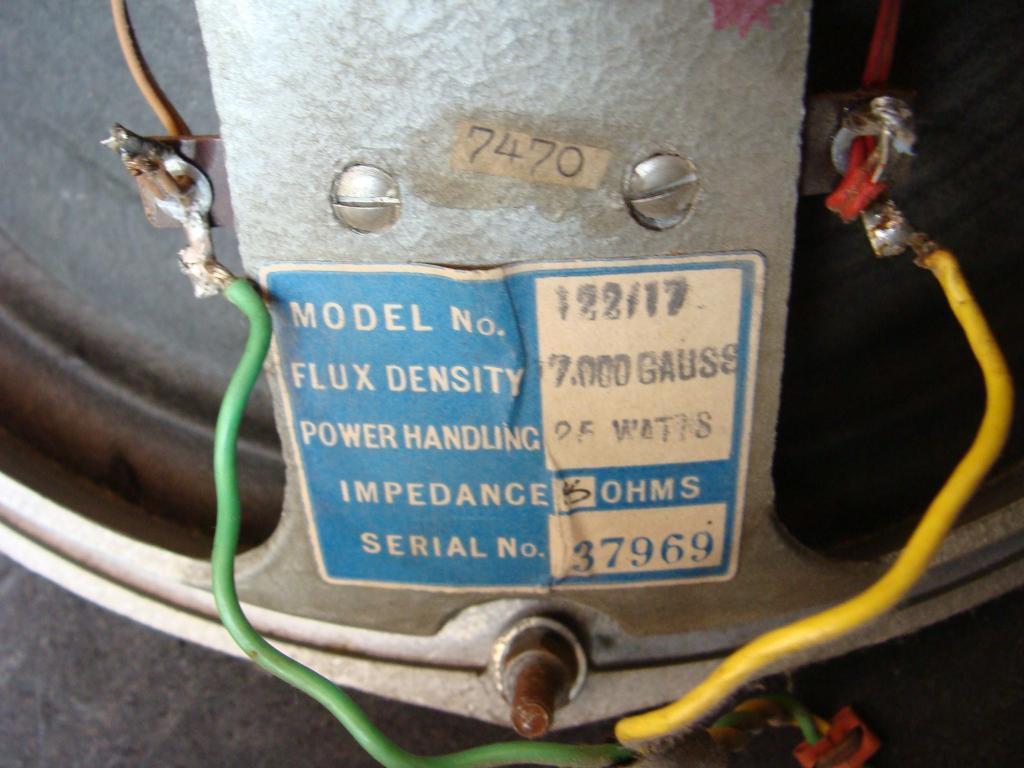 7470
MODEL No. 122/17
FLUX DENSITY 7.000 GAUSS
POWER HANDLING 25 WATTS
IMPEDANCE 15 OHMS
SERIAL No. 37969